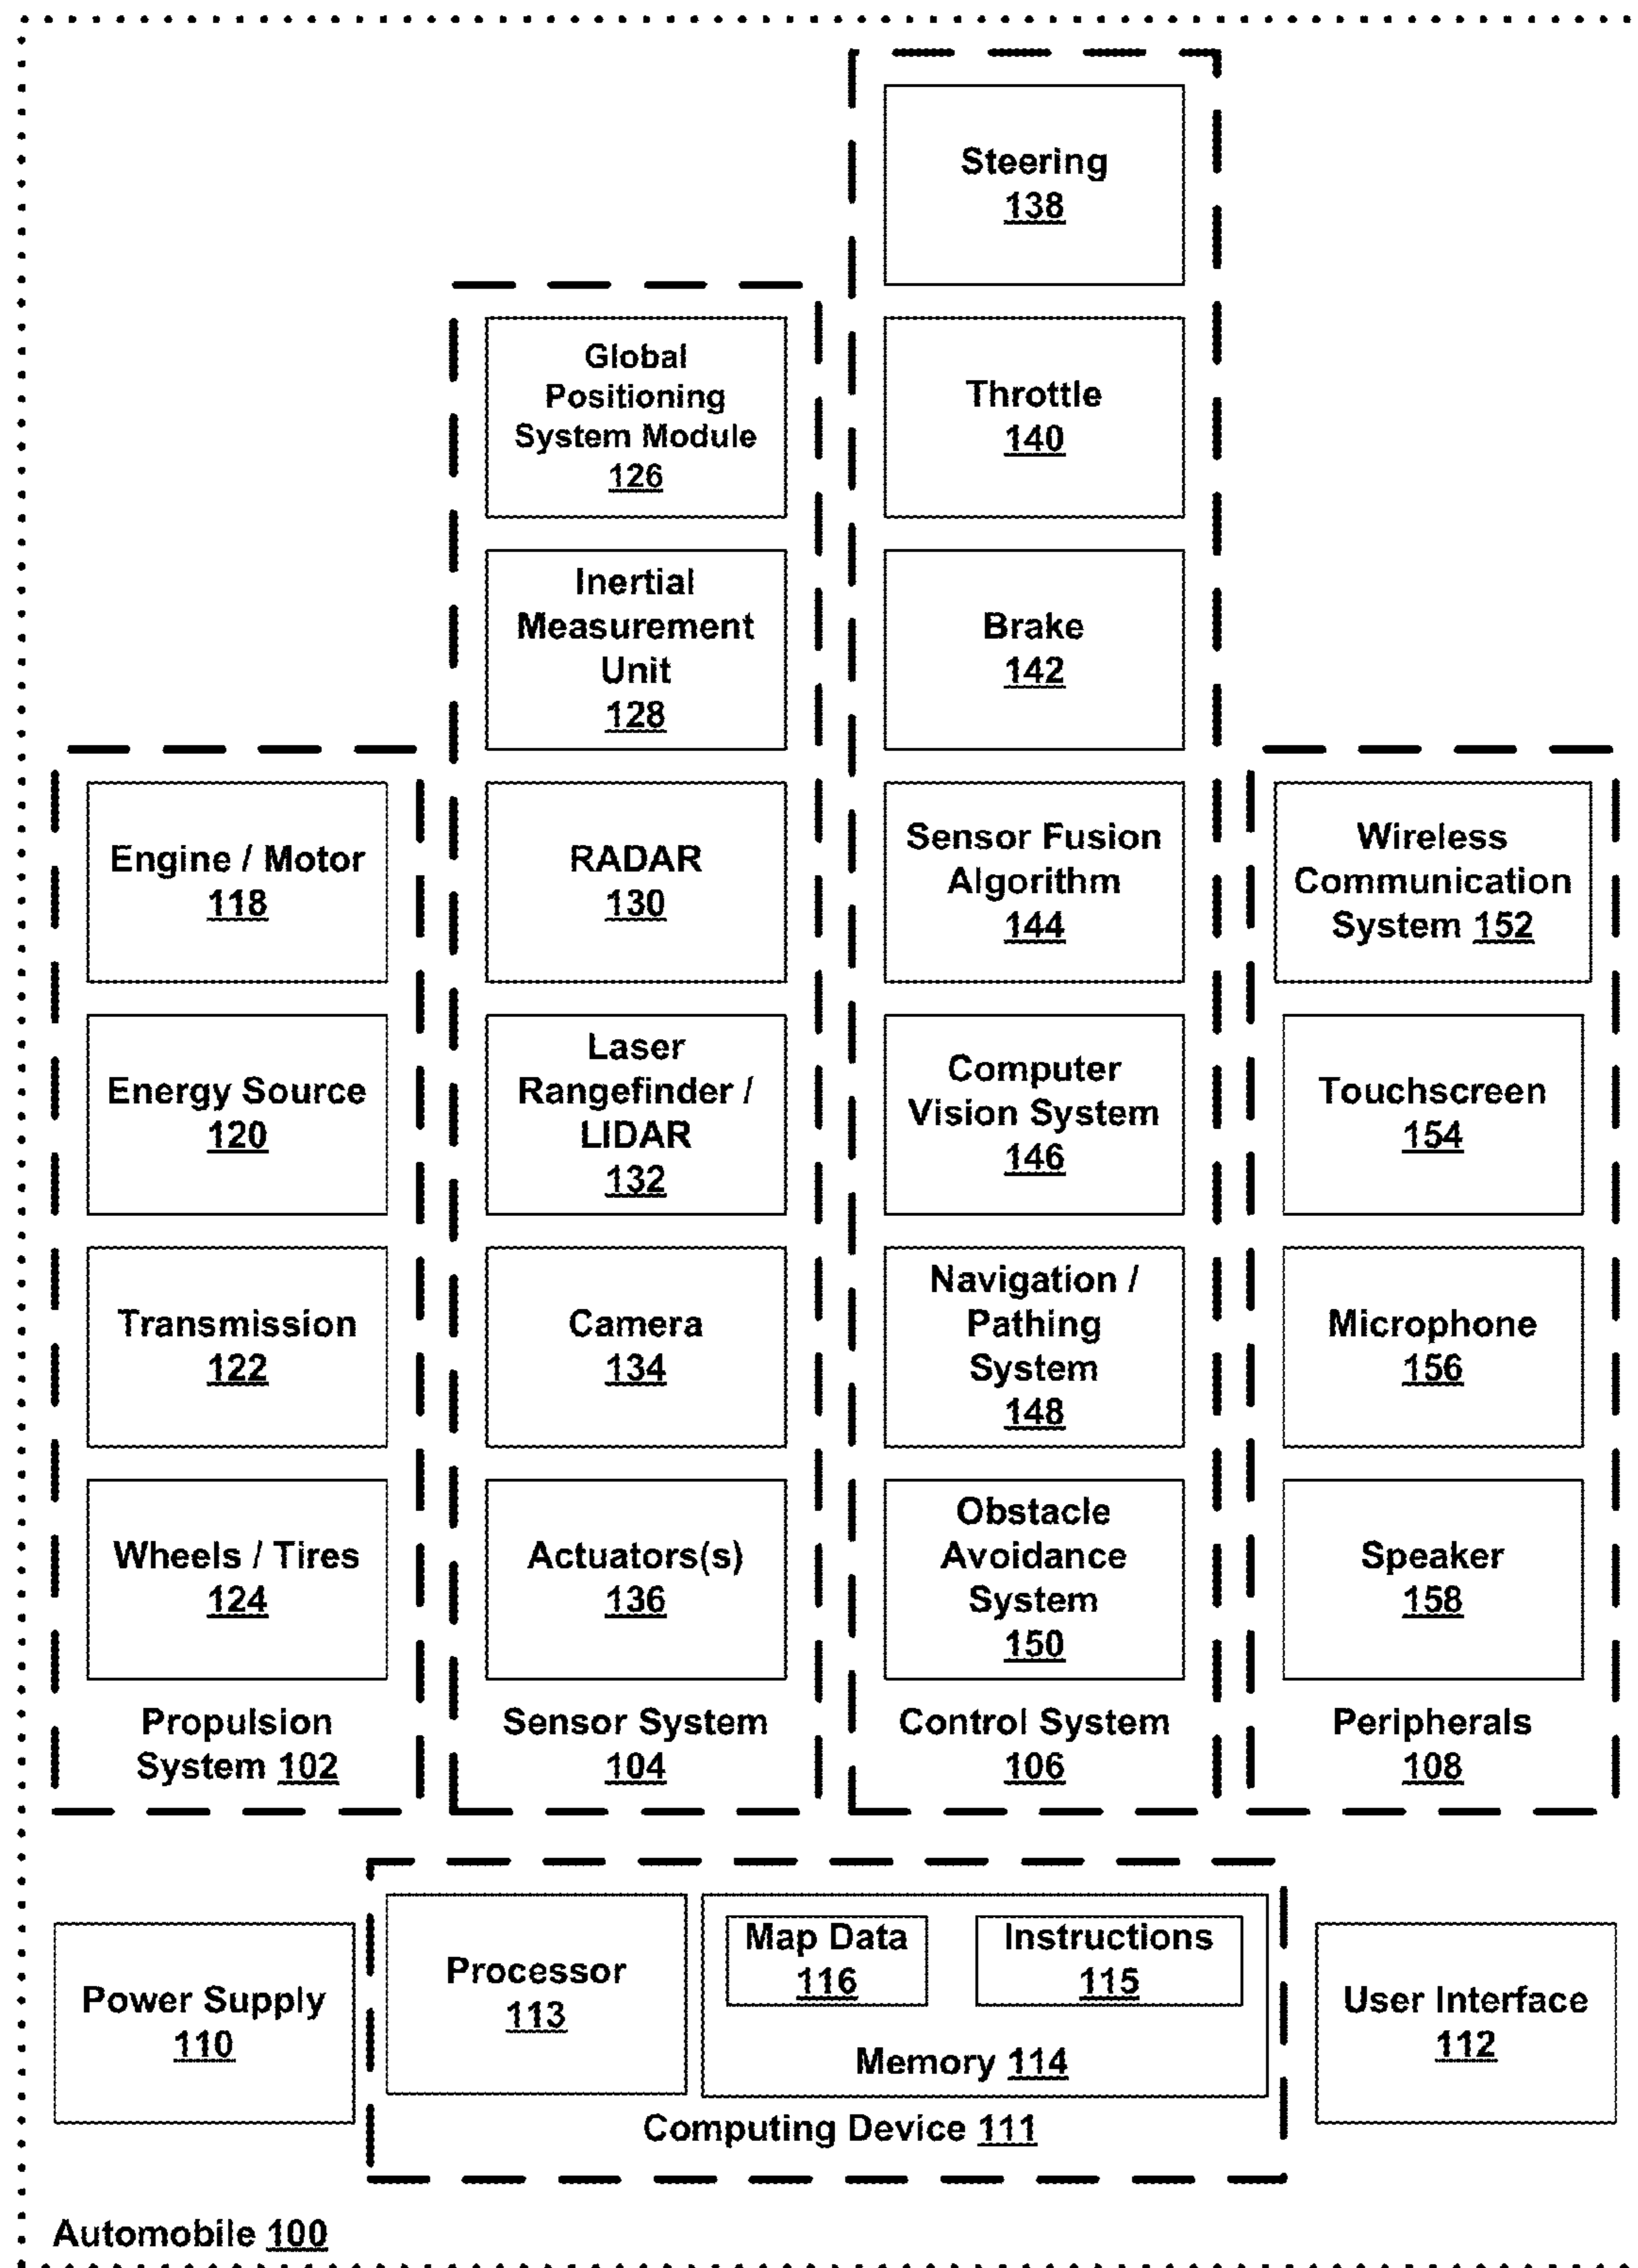 Steering
138
Throttle
140
Brake
142
Sensor Fusion
Algorithm
144
Computer
Vision System
146
Navigation /
Pathing
System
148
Obstacle
Avoidance
System
150
Control System
106
Global
Positioning
System Module
126
Inertial
Measurement
Unit
128
RADAR
130
Laser
Rangefinder /
LIDAR
132
Camera
134
Actuators(s)
136
Sensor System
104
Engine / Motor
118
Energy Source
120
Transmission
122
Wheels / Tires
124
Propulsion
System 102
Wireless
Communication
System 152
Touchscreen
154
Microphone
156
Speaker
158
Peripherals
108
Power Supply
110
Processor
113
Map Data
116
Instructions
115
Memory 114
Computing Device 111
User Interface
112
Automobile 100